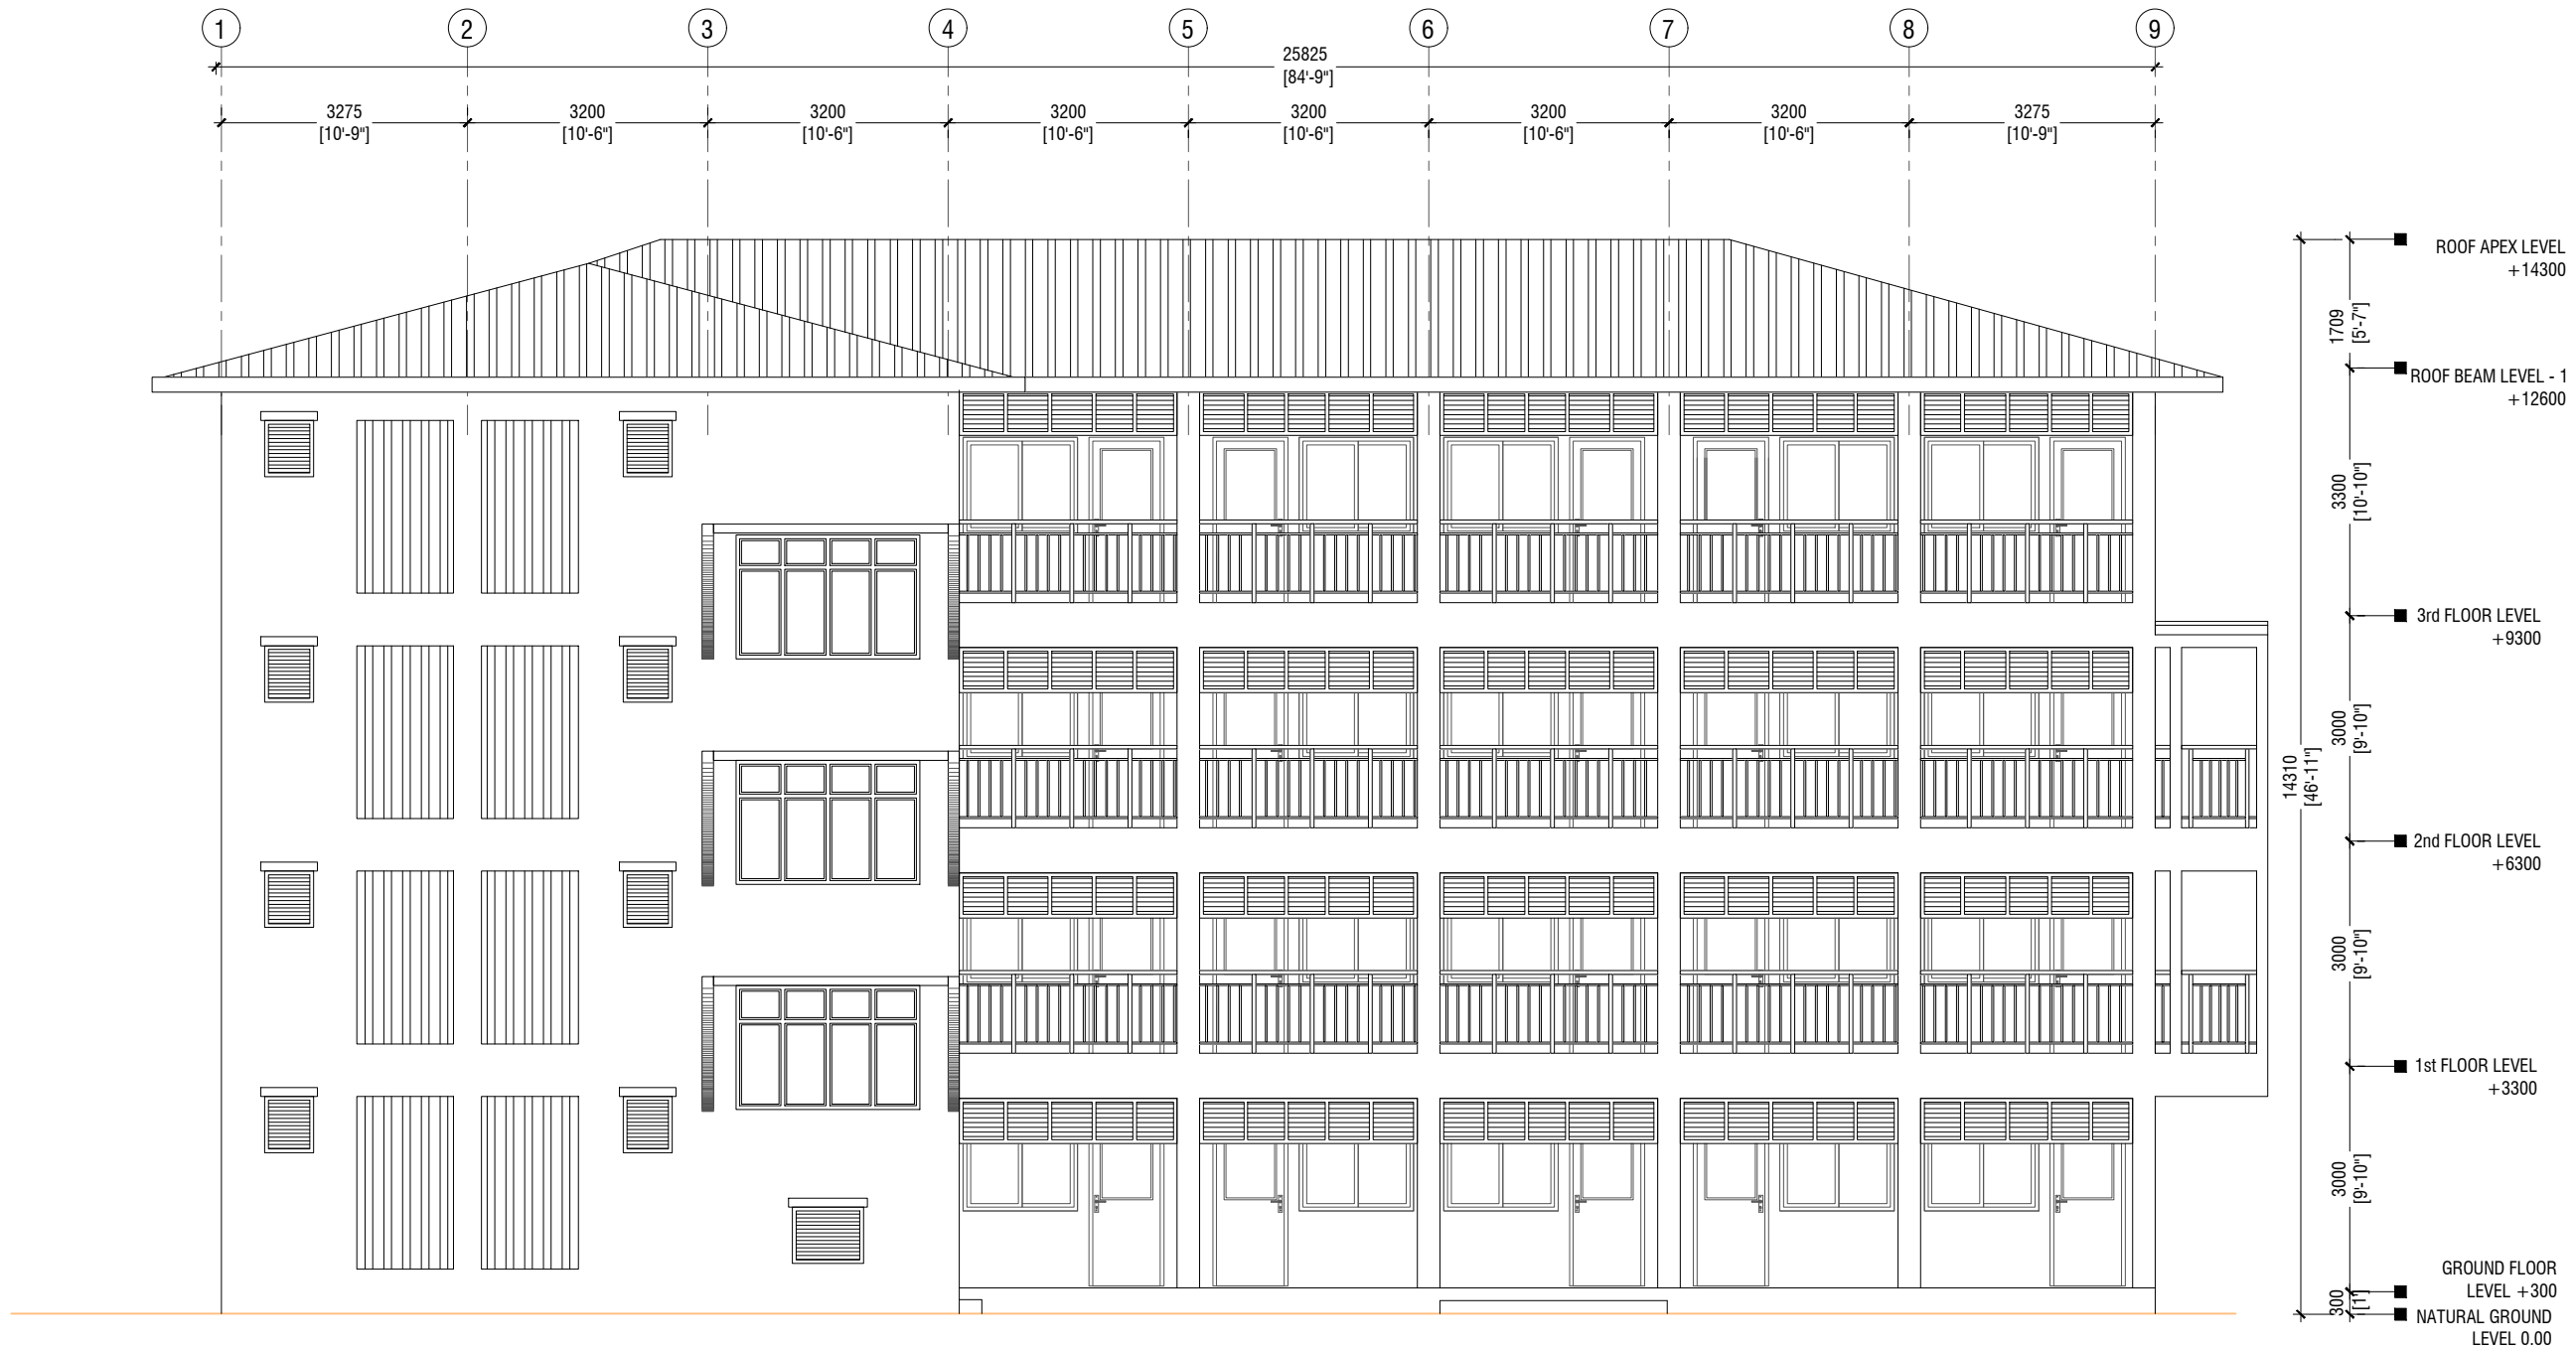 1 2 3 4 5 6 7 8 9
25825
[84'-9"]
3275 3200 3200 3200 3200 3200 3200 3275
[10'-9"] [10'-6"] [10'-6"] [10'-6"] [10'-6"] [10'-6"] [10'-6"] [10'-9"]
ROOF APEX LEVEL
+14300
1709
[5'-7"]
ROOF BEAM LEVEL - 1
+12600
3300
[10'-10"]
3rd FLOOR LEVEL
+9300
3000
[9'-10"]
14310
[46'-11"]
2nd FLOOR LEVEL
+6300
3000
[9'-10"]
1st FLOOR LEVEL
+3300
3000
[9'-10"]
GROUND FLOOR
LEVEL +300
300
[1']
NATURAL GROUND
LEVEL 0.00